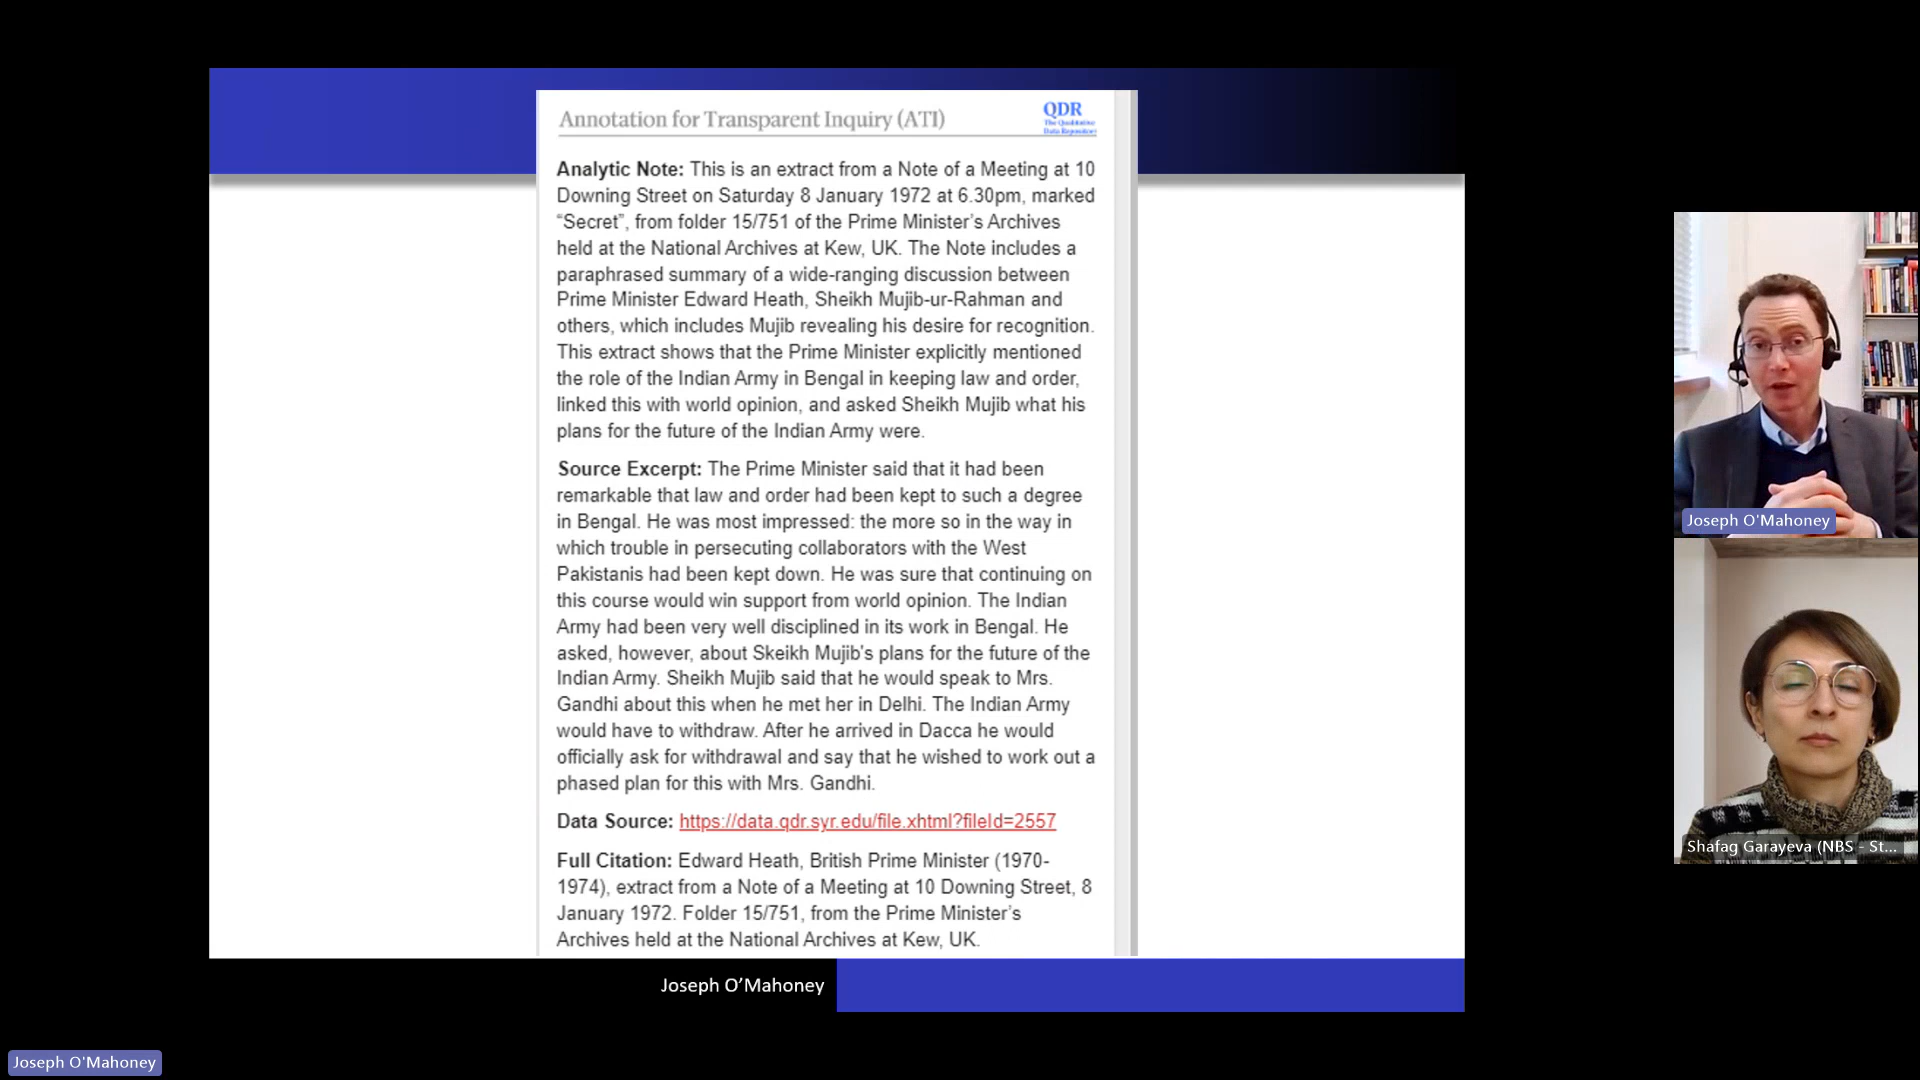 Annotation for Transparent Inquiry (ATI)
QDR
The Qualitative
Data Repository
Analytic Note: This is an extract from a Note of a Meeting at 10
Downing Street on Saturday 8 January 1972 at 6.30pm, marked
“Secret”, from folder 15/751 of the Prime Minister’s Archives
held at the National Archives at Kew, UK. The Note includes a
paraphrased summary of a wide-ranging discussion between
Prime Minister Edward Heath, Sheikh Mujib-ur-Rahman and
others, which includes Mujib revealing his desire for recognition.
This extract shows that the Prime Minister explicitly mentioned
the role of the Indian Army in Bengal in keeping law and order,
linked this with world opinion, and asked Sheikh Mujib what his
plans for the future of the Indian Army were.
Source Excerpt: The Prime Minister said that it had been
remarkable that law and order had been kept to such a degree
in Bengal. He was most impressed: the more so in the way in
which trouble in persecuting collaborators with the West
Pakistanis had been kept down. He was sure that continuing on
this course would win support from world opinion. The Indian
Army had been very well disciplined in its work in Bengal. He
asked, however, about Skeikh Mujib's plans for the future of the
Indian Army. Sheikh Mujib said that he would speak to Mrs.
Gandhi about this when he met her in Delhi. The Indian Army
would have to withdraw. After he arrived in Dacca he would
officially ask for withdrawal and say that he wished to work out a
phased plan for this with Mrs. Gandhi.
Data Source: https://data.qdr.syr.edu/file.xhtml?fileId=2557
Full Citation: Edward Heath, British Prime Minister (1970-
1974), extract from a Note of a Meeting at 10 Downing Street, 8
January 1972. Folder 15/751, from the Prime Minister’s
Archives held at the National Archives at Kew, UK.
Joseph O’Mahoney
Joseph O'Mahoney
Shafag Garayeva (NBS - St...
Joseph O'Mahoney